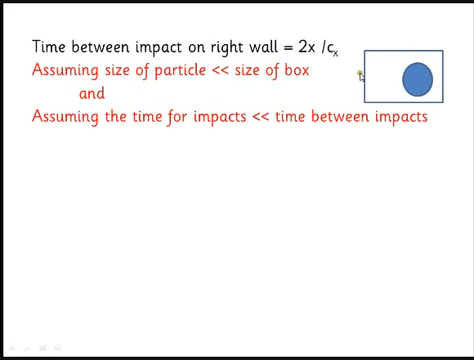 Time between impact on right wall = 2x /cₓ
Assuming size of particle << size of box
and
Assuming the time for impacts << time between impacts